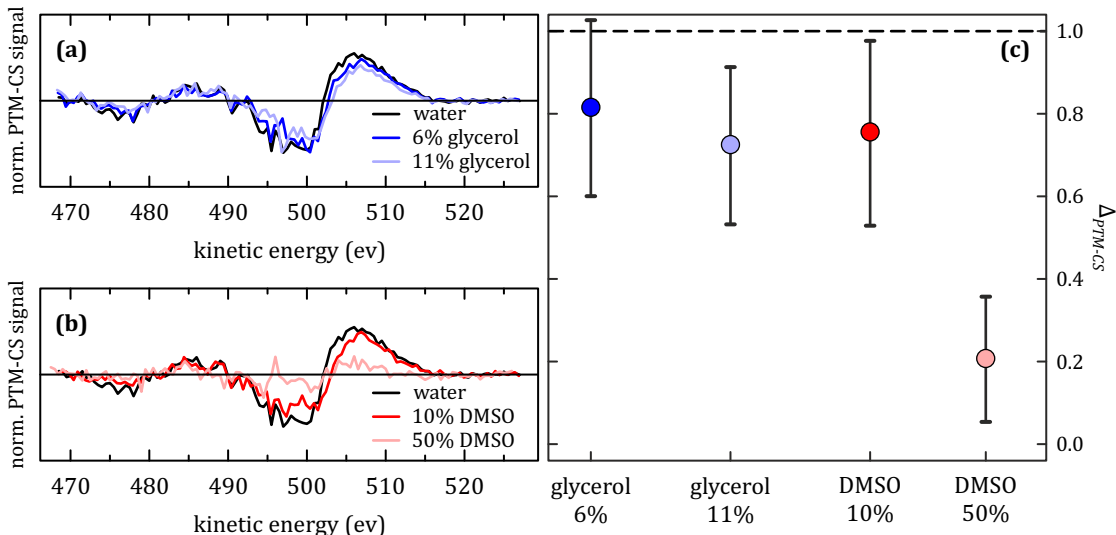 norm. PTM-CS signal
(a)
water
6% glycerol
11% glycerol
470 480 490 500 510 520
kinetic energy (ev)
norm. PTM-CS signal
(b)
water
10% DMSO
50% DMSO
470 480 490 500 510 520
kinetic energy (ev)
(c)
1.0
0.8
0.6
0.4
0.2
0.0
ΔPTM-CS
glycerol
6%
glycerol
11%
DMSO
10%
DMSO
50%